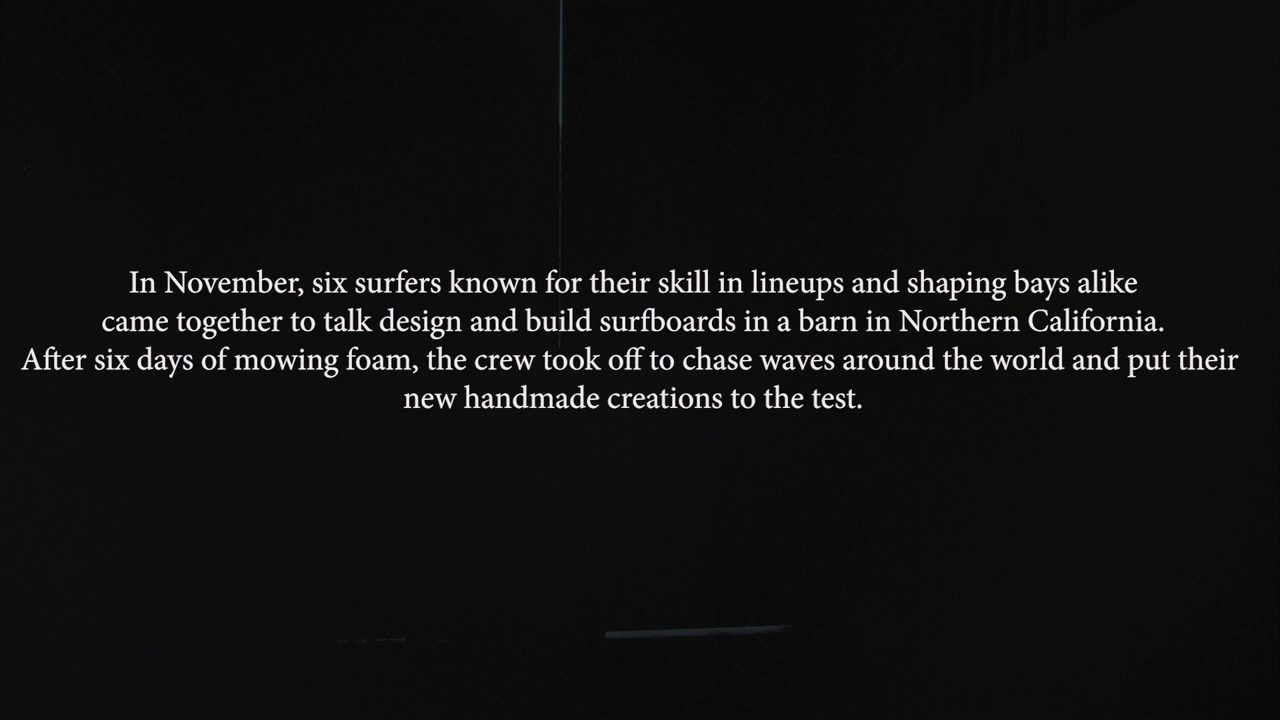 In November, six surfers known for their skill in lineups and shaping bays alike
came together to talk design and build surfboards in a barn in Northern California.
After six days of mowing foam, the crew took off to chase waves around the world and put their
new handmade creations to the test.